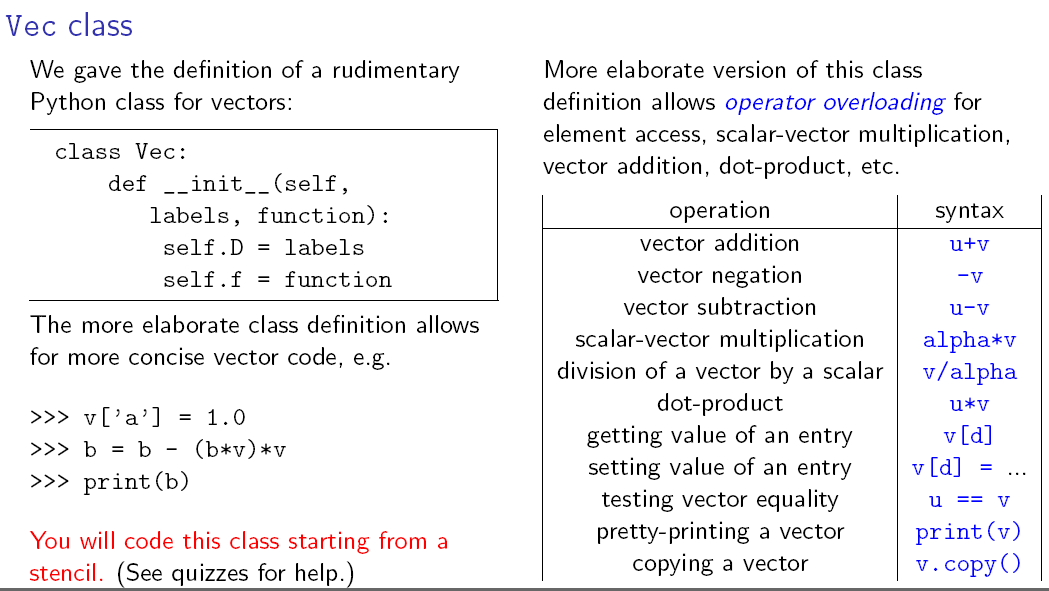 Vec class
We gave the definition of a rudimentary
Python class for vectors:
class Vec:
def __init__(self,
labels, function):
self.D = labels
self.f = function
The more elaborate class definition allows
for more concise vector code, e.g.
>>> v['a'] = 1.0
>>> b = b - (b*v)*v
>>> print(b)
You will code this class starting from a
stencil. (See quizzes for help.)
More elaborate version of this class
definition allows operator overloading for
element access, scalar-vector multiplication,
vector addition, dot-product, etc.
operation syntax
vector addition u+v
vector negation -v
vector subtraction u-v
scalar-vector multiplication alpha*v
division of a vector by a scalar v/alpha
dot-product u*v
getting value of an entry v[d]
setting value of an entry v[d] = ...
testing vector equality u == v
pretty-printing a vector print(v)
copying a vector v.copy()